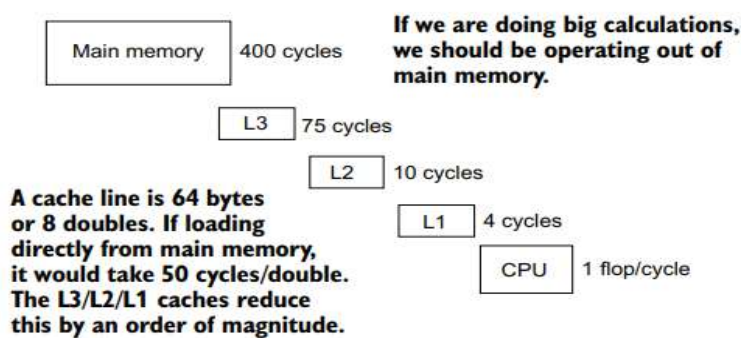 Main memory
400 cycles
If we are doing big calculations,
we should be operating out of
main memory.
L3
75 cycles
L2
10 cycles
L1
4 cycles
CPU
1 flop/cycle
A cache line is 64 bytes
or 8 doubles. If loading
directly from main memory,
it would take 50 cycles/double.
The L3/L2/L1 caches reduce
this by an order of magnitude.